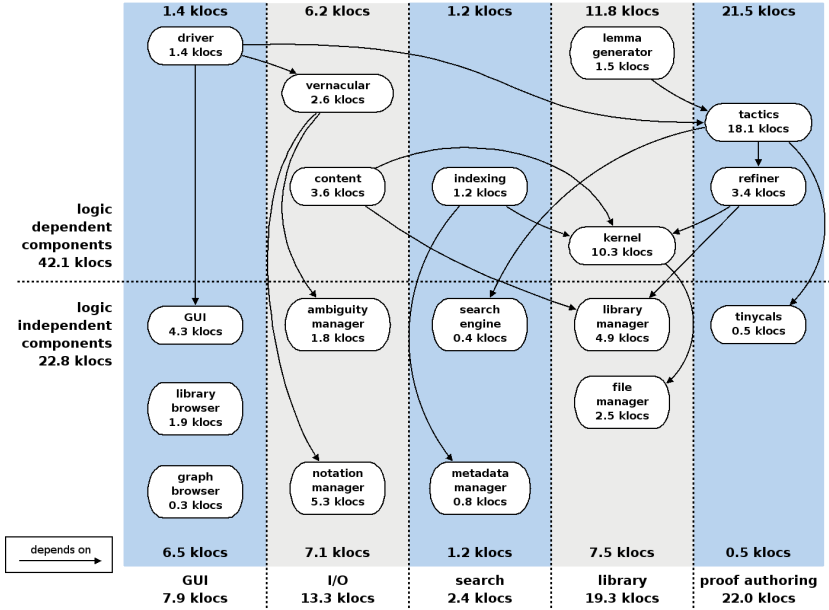 1.4 klocs
6.2 klocs
1.2 klocs
11.8 klocs
21.5 klocs
driver
1.4 klocs
lemma
generator
1.5 klocs
vernacular
2.6 klocs
tactics
18.1 klocs
content
3.6 klocs
indexing
1.2 klocs
refiner
3.4 klocs
kernel
10.3 klocs
logic
dependent
components
42.1 klocs
logic
independent
components
22.8 klocs
GUI
4.3 klocs
ambiguity
manager
1.8 klocs
search
engine
0.4 klocs
library
manager
4.9 klocs
tinycals
0.5 klocs
library
browser
1.9 klocs
file
manager
2.5 klocs
graph
browser
0.3 klocs
notation
manager
5.3 klocs
metadata
manager
0.8 klocs
depends on
6.5 klocs
7.1 klocs
1.2 klocs
7.5 klocs
0.5 klocs
GUI
7.9 klocs
I/O
13.3 klocs
search
2.4 klocs
library
19.3 klocs
proof authoring
22.0 klocs